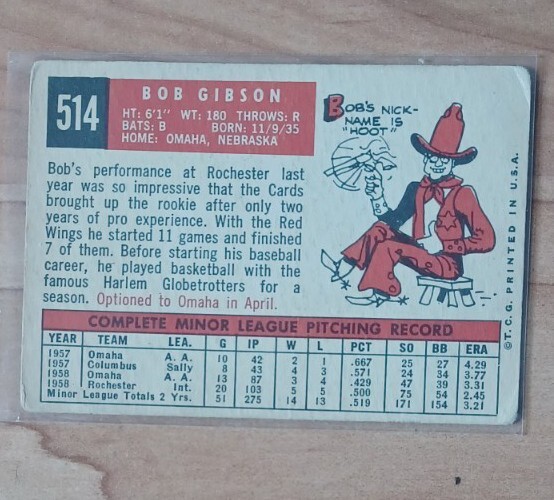 514
BOB GIBSON
HT: 6'1" WT: 180 THROWS: R
BATS: B BORN: 11/9/35
HOME: OMAHA, NEBRASKA
BOB'S NICK-
NAME IS
"HOOT"
Bob's performance at Rochester last
year was so impressive that the Cards
brought up the rookie after only two
years of pro experience. With the Red
Wings he started 11 games and finished
7 of them. Before starting his baseball
career, he played basketball with the
famous Harlem Globetrotters for a
season. Optioned to Omaha in April.
©T.C.G. PRINTED IN U.S.A.
COMPLETE MINOR LEAGUE PITCHING RECORD
YEAR TEAM LEA. G IP W L PCT SO BB ERA
1957 Omaha A. A. 10 42 2 1 .667 25 27 4.29
1957 Columbus Sally 8 43 4 3 .571 24 34 3.77
1958 Omaha A. A. 13 87 3 4 .429 47 39 3.31
1958 Rochester Int. 20 103 5 5 .500 75 54 2.45
Minor League Totals 2 Yrs. 51 275 14 13 .519 171 154 3.21